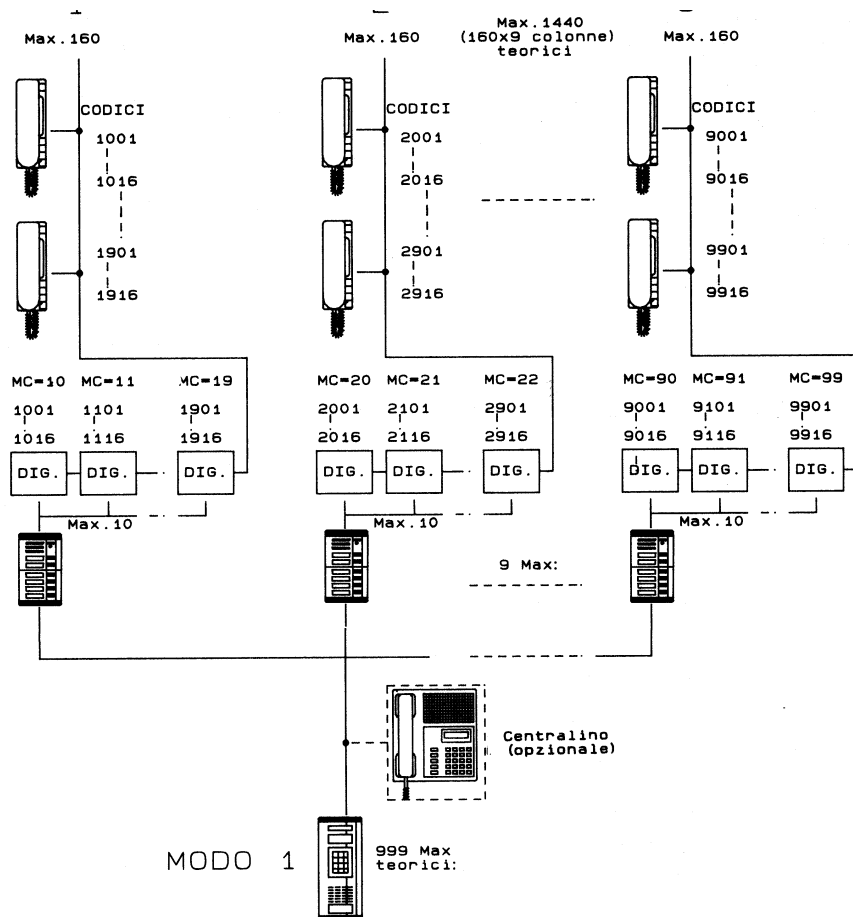 Max.160
Max.160
Max.1440
(160x9 colonne)
teorici
Max.160
CODICI
1001
1016
1901
1916
CODICI
2001
2016
2901
2916
CODICI
9001
9016
9901
9916
MC=10 MC=11 MC=19
1001 1101 1901
1016 1116 1916
DIG. DIG. DIG.
Max.10
MC=20 MC=21 MC=22
2001 2101 2901
2016 2116 2916
DIG. DIG. DIG.
Max.10
MC=90 MC=91 MC=99
9001 9101 9901
9016 9116 9916
DIG. DIG. DIG.
Max.10
9 Max:
Centralino
(opzionale)
MODO 1
999 Max
teorici: